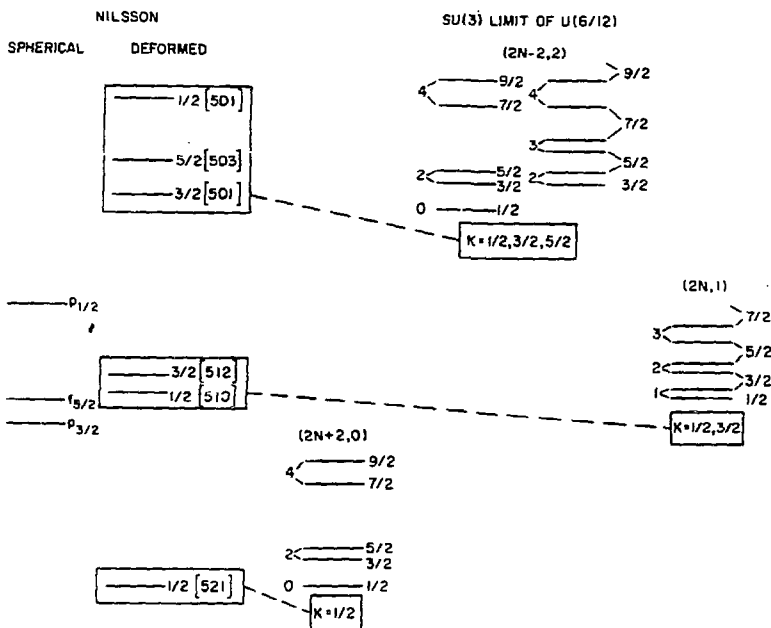 NILSSON
SPHERICAL DEFORMED
1/2 [501]
5/2 [503]
3/2 [501]
P1/2
f5/2
P3/2
3/2 [512]
1/2 [510]
1/2 [521]
SU(3) LIMIT OF U(6/12)
(2N-2,2)
4 9/2
7/2
2 5/2
3/2
0 1/2
9/2
4
7/2
3
5/2
2
3/2
K=1/2,3/2,5/2
(2N,1)
7/2
3
5/2
2
3/2
1
1/2
K=1/2,3/2
(2N+2,0)
4 9/2
7/2
2 5/2
3/2
0 1/2
K=1/2